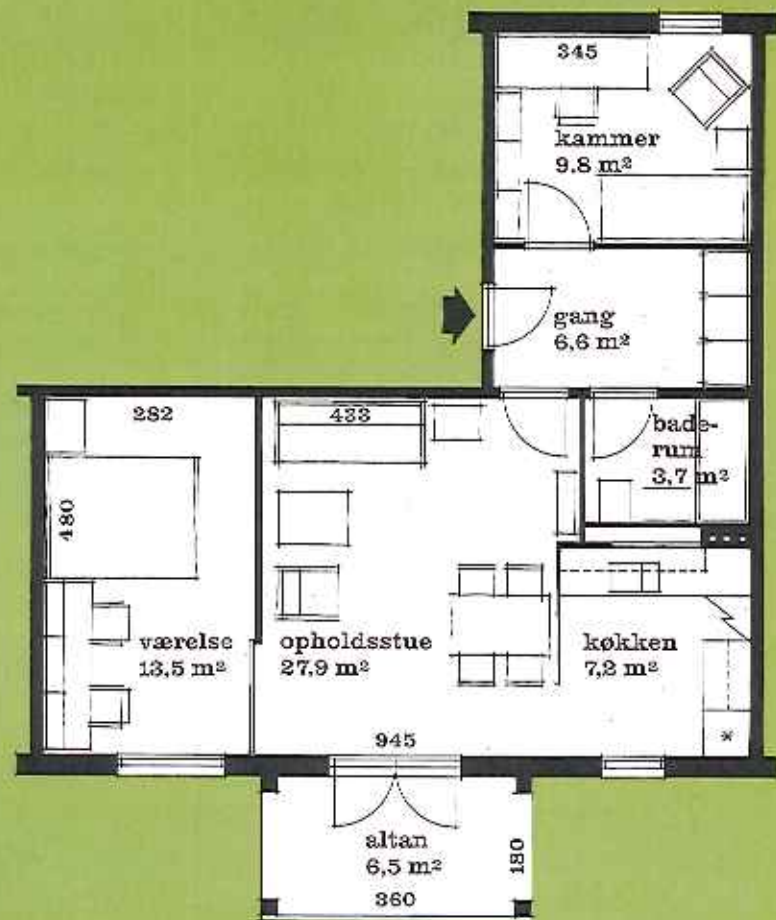 345
kammer
9.8 m²
gang
6,6 m²
282
433
bade-
rum
3,7 m²
480
værelse
13,5 m²
opholdsstue
27,9 m²
køkken
7,2 m²
945
altan
6,5 m²
180
360